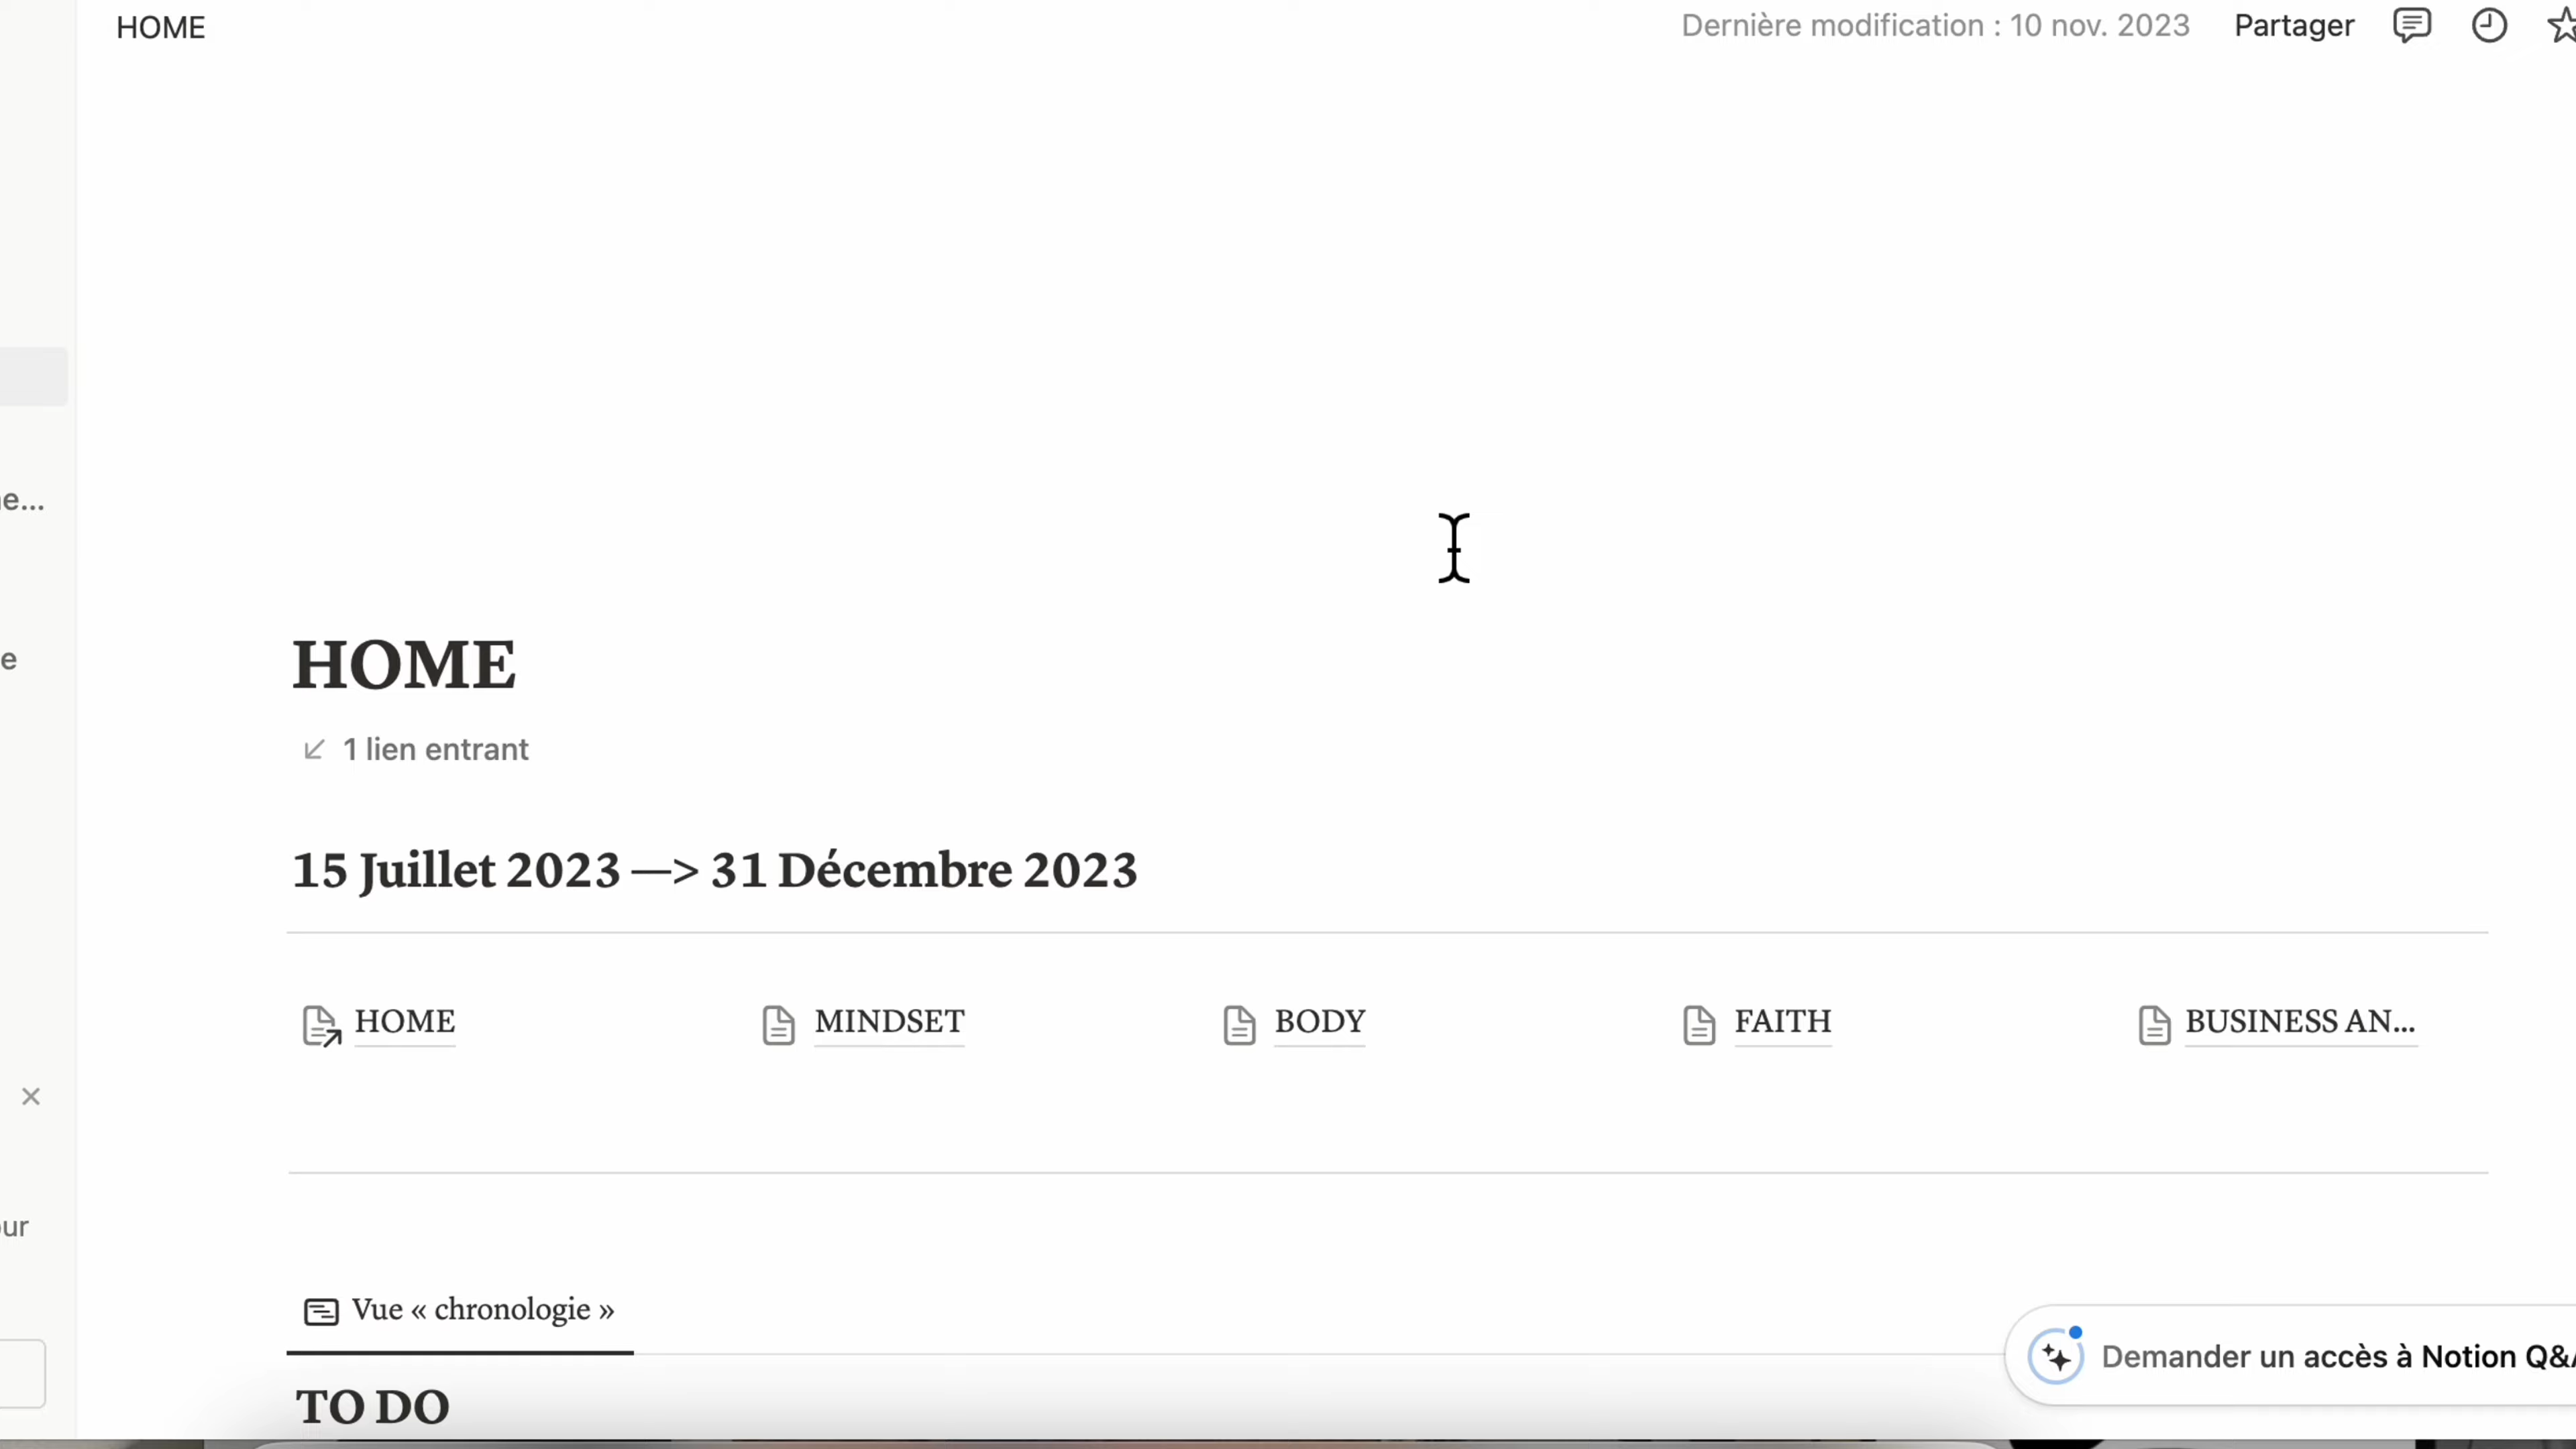 HOME
Dernière modification : 10 nov. 2023 Partager
HOME
1 lien entrant
15 Juillet 2023 —> 31 Décembre 2023
HOME MINDSET BODY FAITH BUSINESS AN...
Vue « chronologie »
TO DO
Demander un accès à Notion Q&A